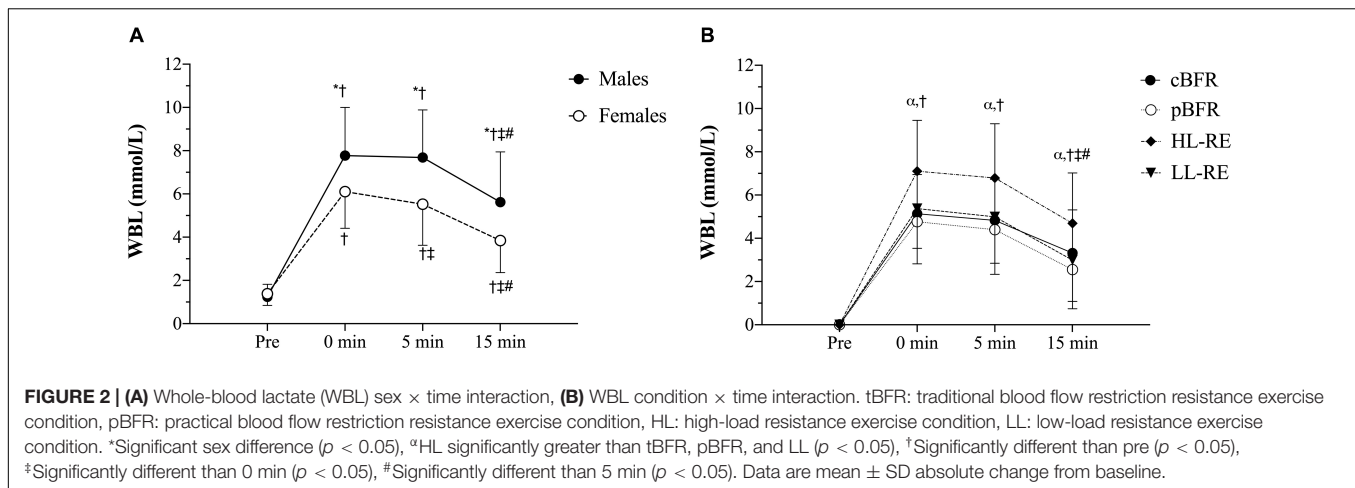 A
B
12
10
8
6
4
2
0
WBL (mmol/L)
*†
*†
*†‡#
†
†‡
†‡#
Pre
0 min
5 min
15 min
Males
Females
12
10
8
6
4
2
0
WBL (mmol/L)
α,†
α,†
α,†‡#
Pre
0 min
5 min
15 min
cBFR
pBFR
HL-RE
LL-RE
FIGURE 2 | (A) Whole-blood lactate (WBL) sex × time interaction, (B) WBL condition × time interaction. tBFR: traditional blood flow restriction resistance exercise
condition, pBFR: practical blood flow restriction resistance exercise condition, HL: high-load resistance exercise condition, LL: low-load resistance exercise
condition. *Significant sex difference (p < 0.05), αHL significantly greater than tBFR, pBFR, and LL (p < 0.05), †Significantly different than pre (p < 0.05),
‡Significantly different than 0 min (p < 0.05), #Significantly different than 5 min (p < 0.05). Data are mean ± SD absolute change from baseline.